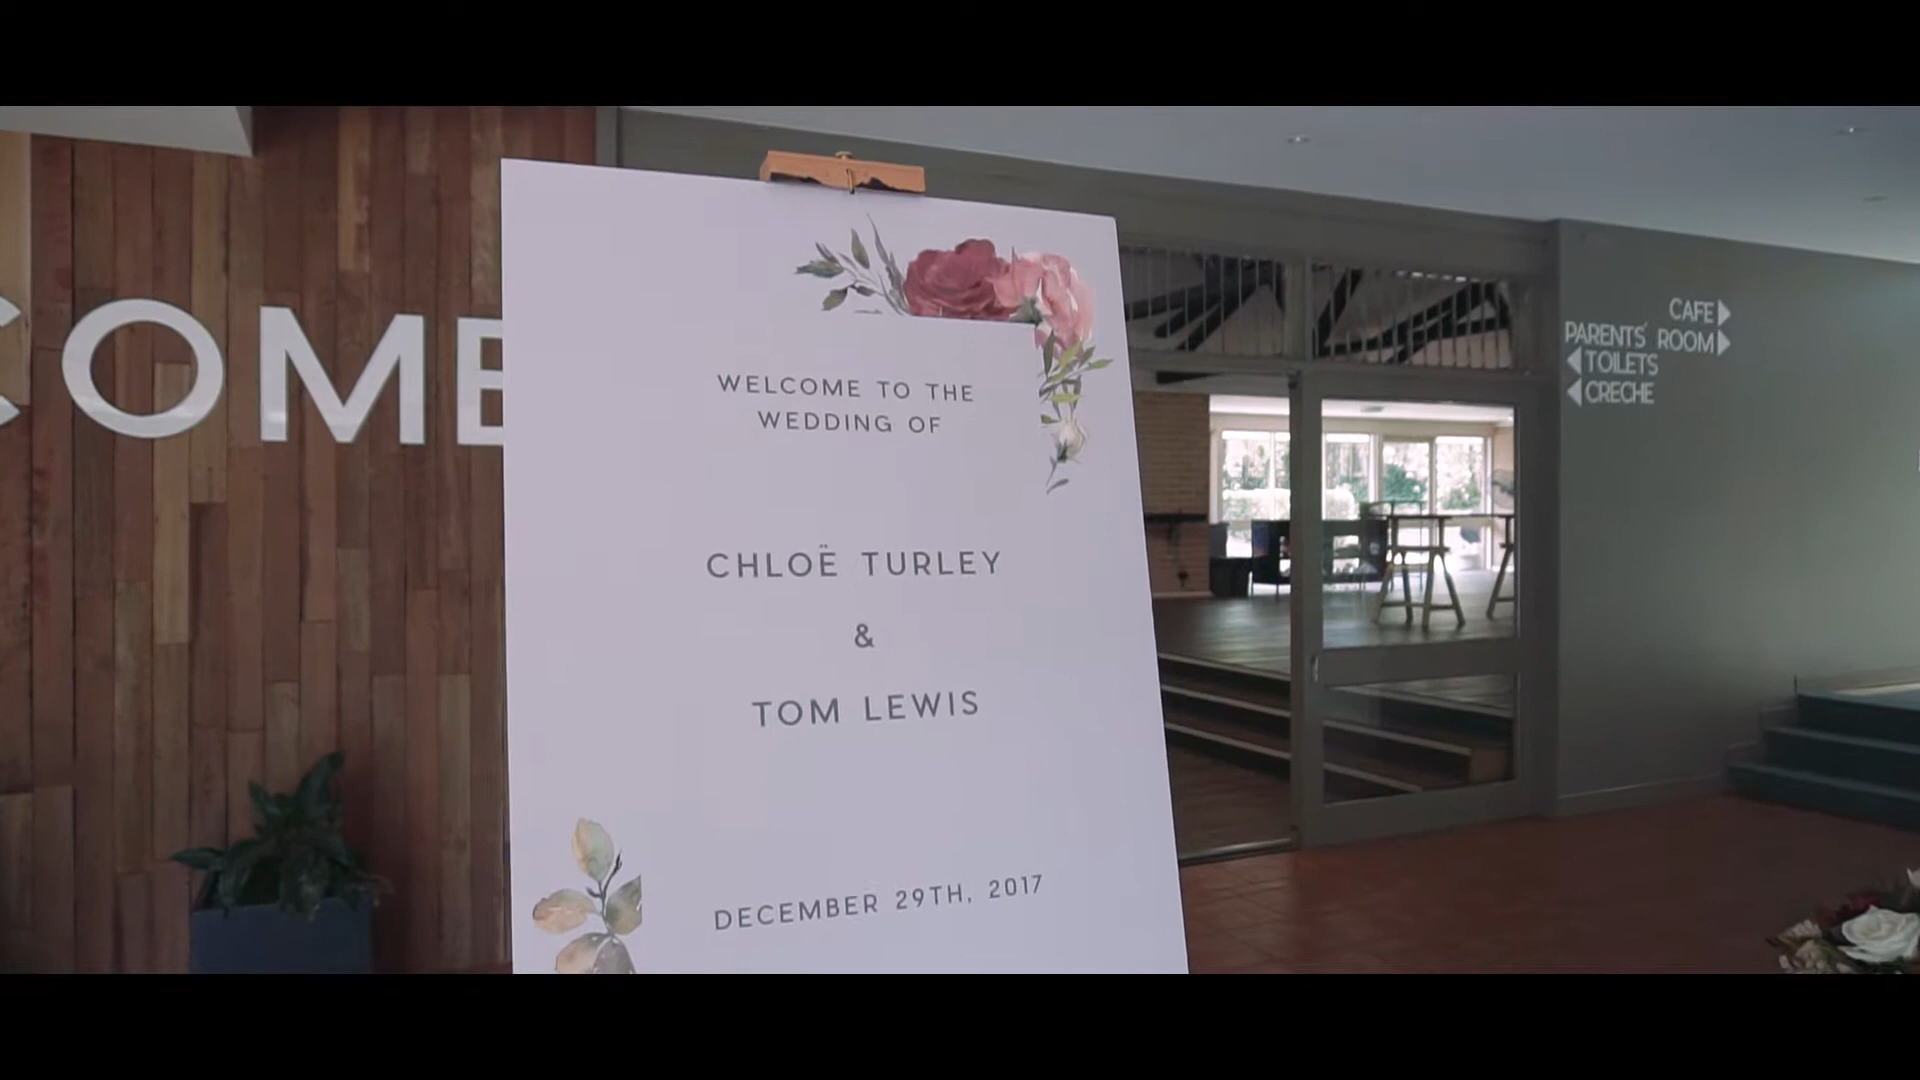 COME
WELCOME TO THE
WEDDING OF
CHLOË TURLEY
&
TOM LEWIS
DECEMBER 29TH, 2017
CAFE
PARENTS' ROOM
TOILETS
CRECHE